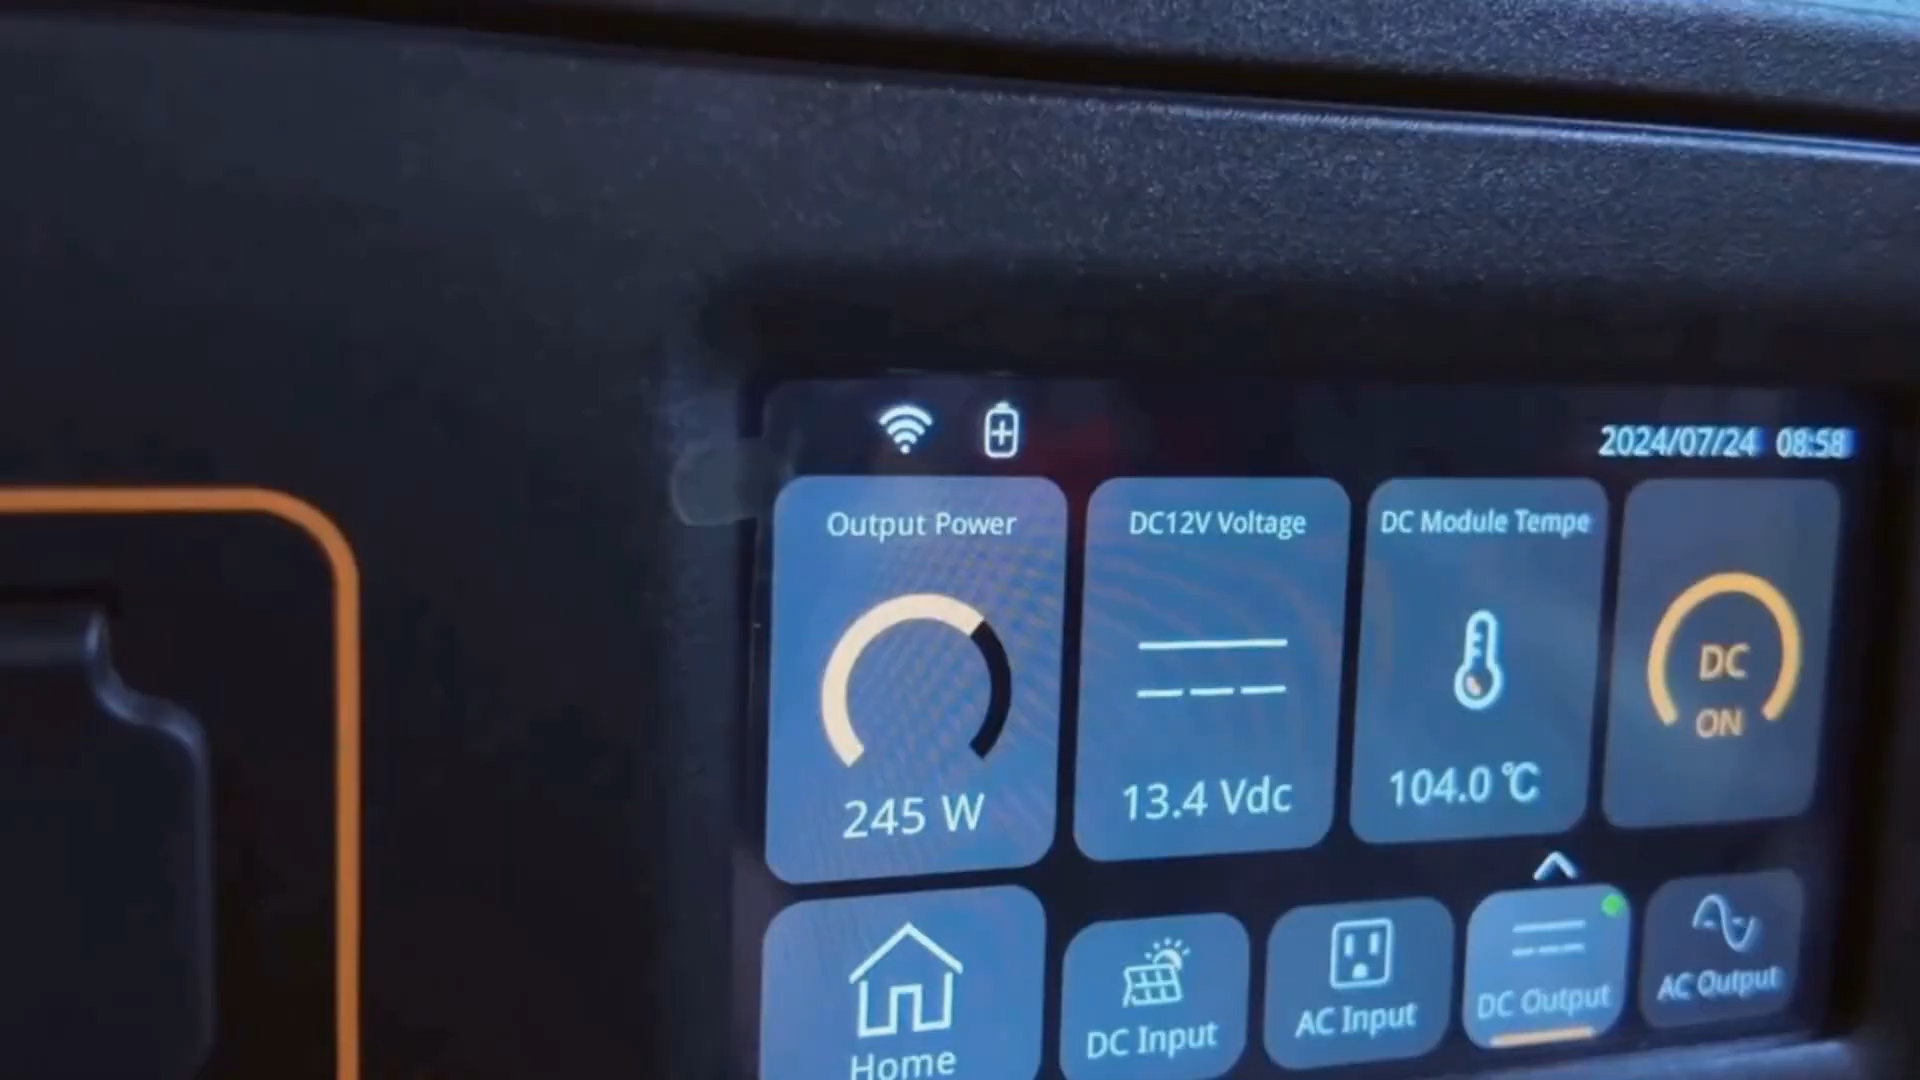 2024/07/24 08:58
Output Power
245 W
DC12V Voltage
13.4 Vdc
DC Module Tempe
104.0 ℃
DC
ON
Home
DC Input
AC Input
DC Output
AC Output